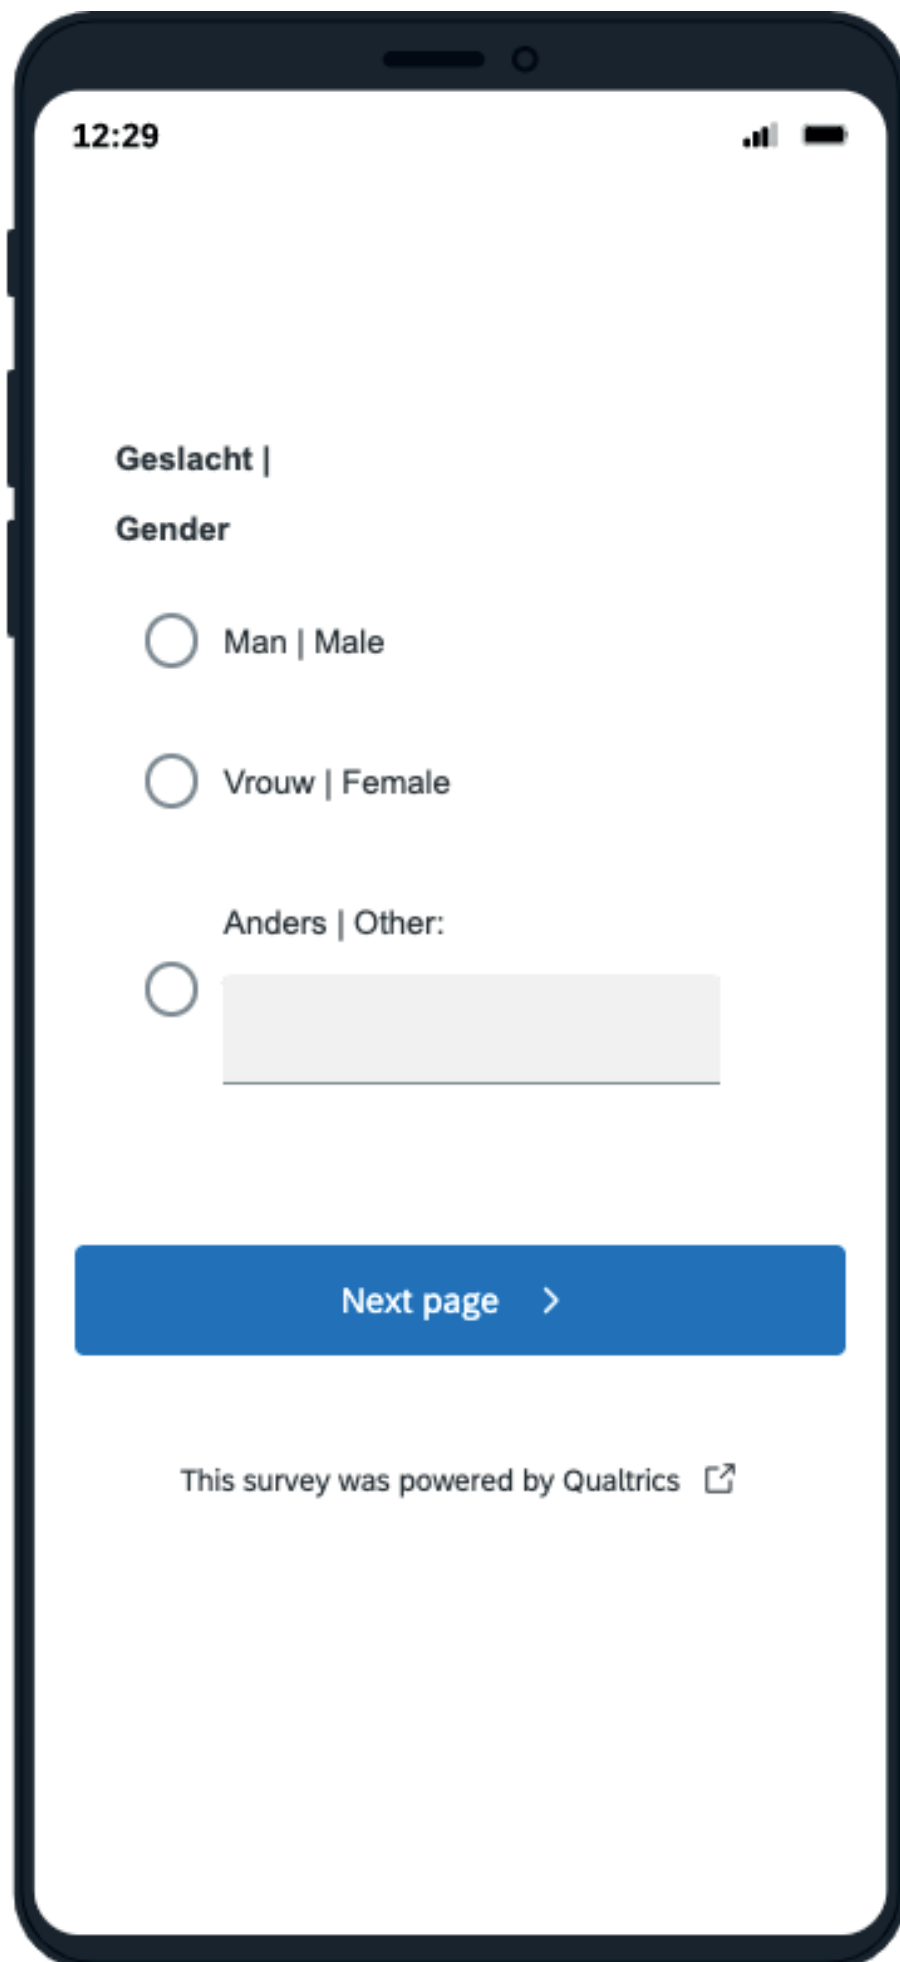 12:29
Geslacht |
Gender
Man | Male
Vrouw | Female
Anders | Other:
Next page
This survey was powered by Qualtrics